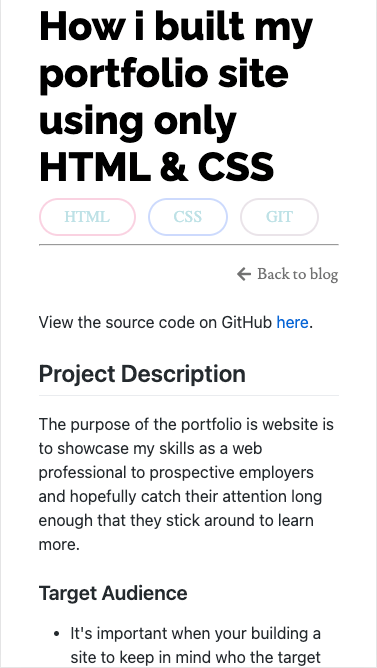 How i built my
portfolio site
using only
HTML & CSS
HTML CSS GIT
Back to blog
View the source code on GitHub here.
Project Description
The purpose of the portfolio is website is
to showcase my skills as a web
professional to prospective employers
and hopefully catch their attention long
enough that they stick around to learn
more.
Target Audience
• It's important when your building a
site to keep in mind who the target